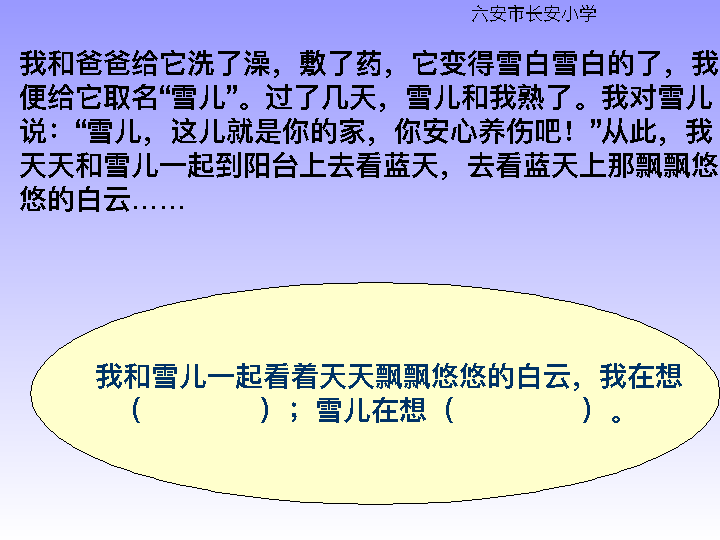 六安市长安小学
我和爸爸给它洗了澡，敷了药，它变得雪白雪白的了，我
便给它取名“雪儿”。过了几天，雪儿和我熟了。我对雪儿
说：“雪儿，这儿就是你的家，你安心养伤吧！”从此，我
天天和雪儿一起到阳台上去看蓝天，去看蓝天上那飘飘悠
悠的白云……
我和雪儿一起看着天天飘飘悠悠的白云，我在想
（　　　　）；雪儿在想（　　　　）。